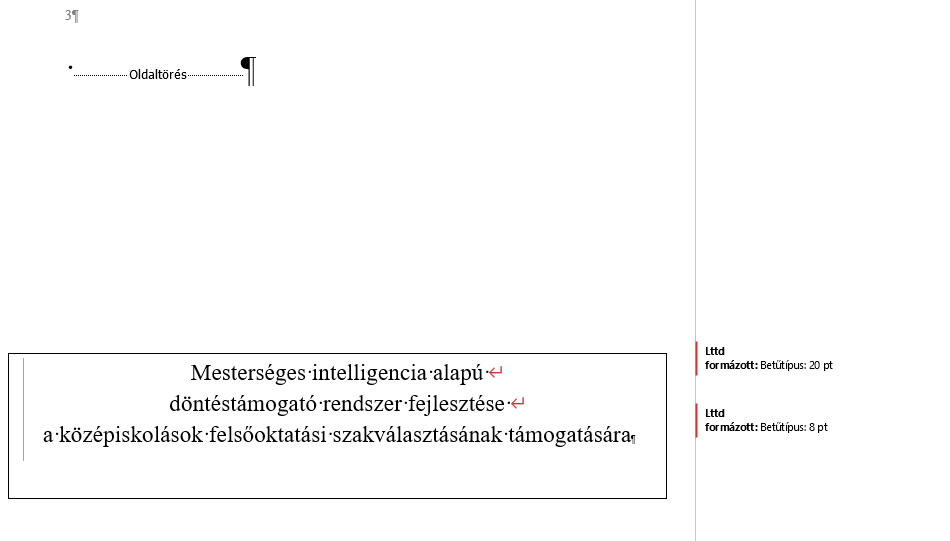 3¶
Oldaltörés¶
Mesterséges intelligencia alapú ↵
döntéstámogató rendszer fejlesztése ↵
a középiskolások felsőoktatási szakválasztásának támogatására¶
Lttd
formázott: Betűtípus: 20 pt
Lttd
formázott: Betűtípus: 8 pt